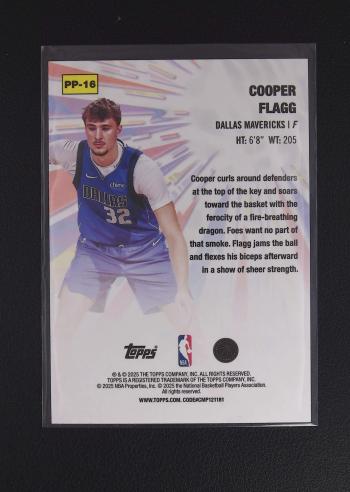 PP-16
COOPER
FLAGG
DALLAS MAVERICKS | F
HT: 6'8" WT: 205
Cooper curls around defenders
at the top of the key and soars
toward the basket with the
ferocity of a fire-breathing
dragon. Foes want no part of
that smoke. Flagg jams the ball
and flexes his biceps afterward
in a show of sheer strength.
DALLAS
32
Topps
NBA
® & © 2025 THE TOPPS COMPANY, INC. ALL RIGHTS RESERVED.
TOPPS IS A REGISTERED TRADEMARK OF THE TOPPS COMPANY, INC.
© 2025 NBA Properties, Inc. © 2025 the National Basketball Players Association.
All rights reserved.
WWW.TOPPS.COM. CODE#CMP121181